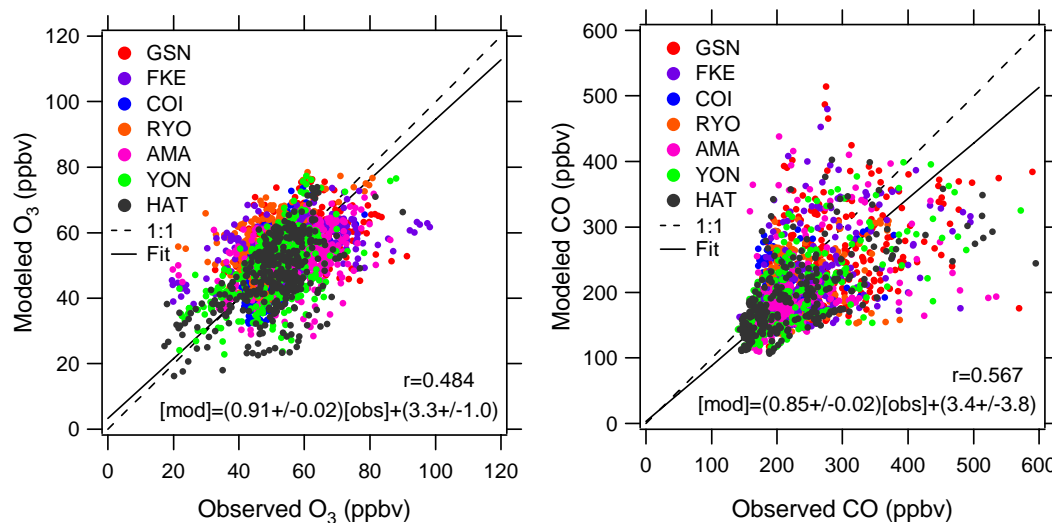 120
100
80
60
40
20
0
Modeled O3 (ppbv)
GSN
FKE
COI
RYO
AMA
YON
HAT
1:1
Fit
r=0.484
[mod]=(0.91+/-0.02)[obs]+(3.3+/-1.0)
0 20 40 60 80 100 120
Observed O3 (ppbv)
600
500
400
300
200
100
0
Modeled CO (ppbv)
GSN
FKE
COI
RYO
AMA
YON
HAT
1:1
Fit
r=0.567
[mod]=(0.85+/-0.02)[obs]+(3.4+/-3.8)
0 100 200 300 400 500 600
Observed CO (ppbv)